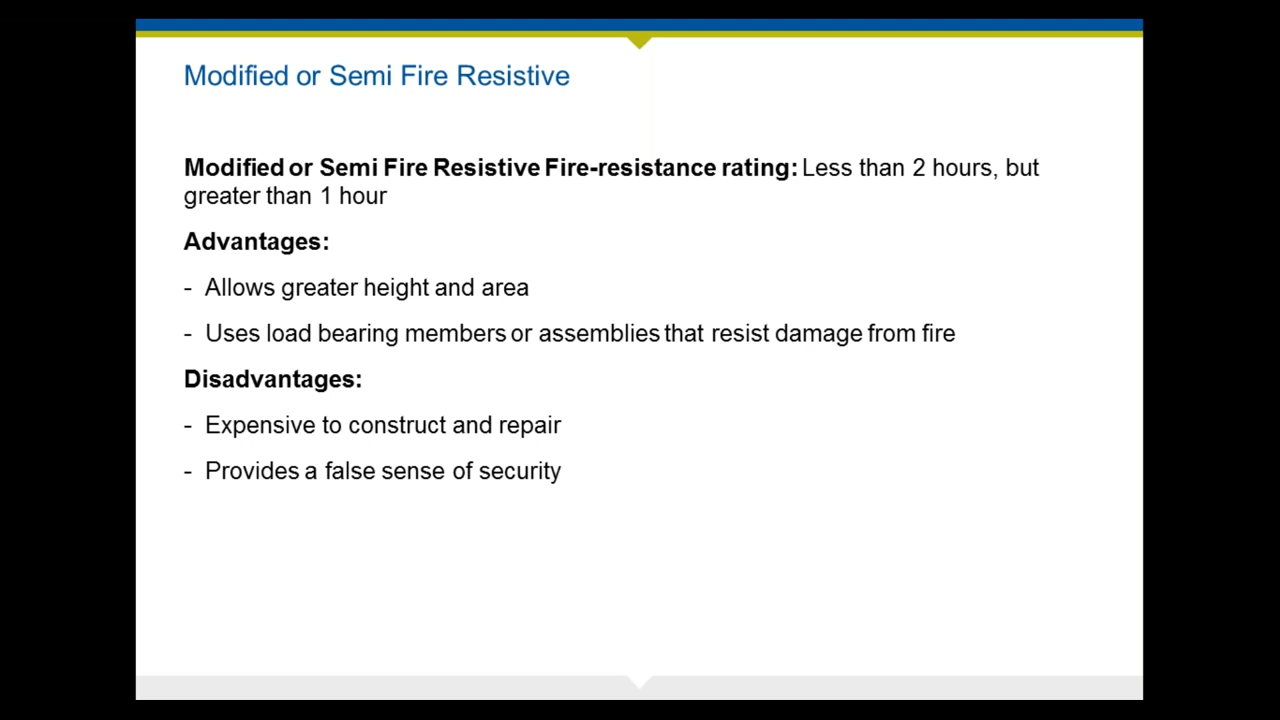 Modified or Semi Fire Resistive
Modified or Semi Fire Resistive Fire-resistance rating: Less than 2 hours, but
greater than 1 hour
Advantages:
- Allows greater height and area
- Uses load bearing members or assemblies that resist damage from fire
Disadvantages:
- Expensive to construct and repair
- Provides a false sense of security